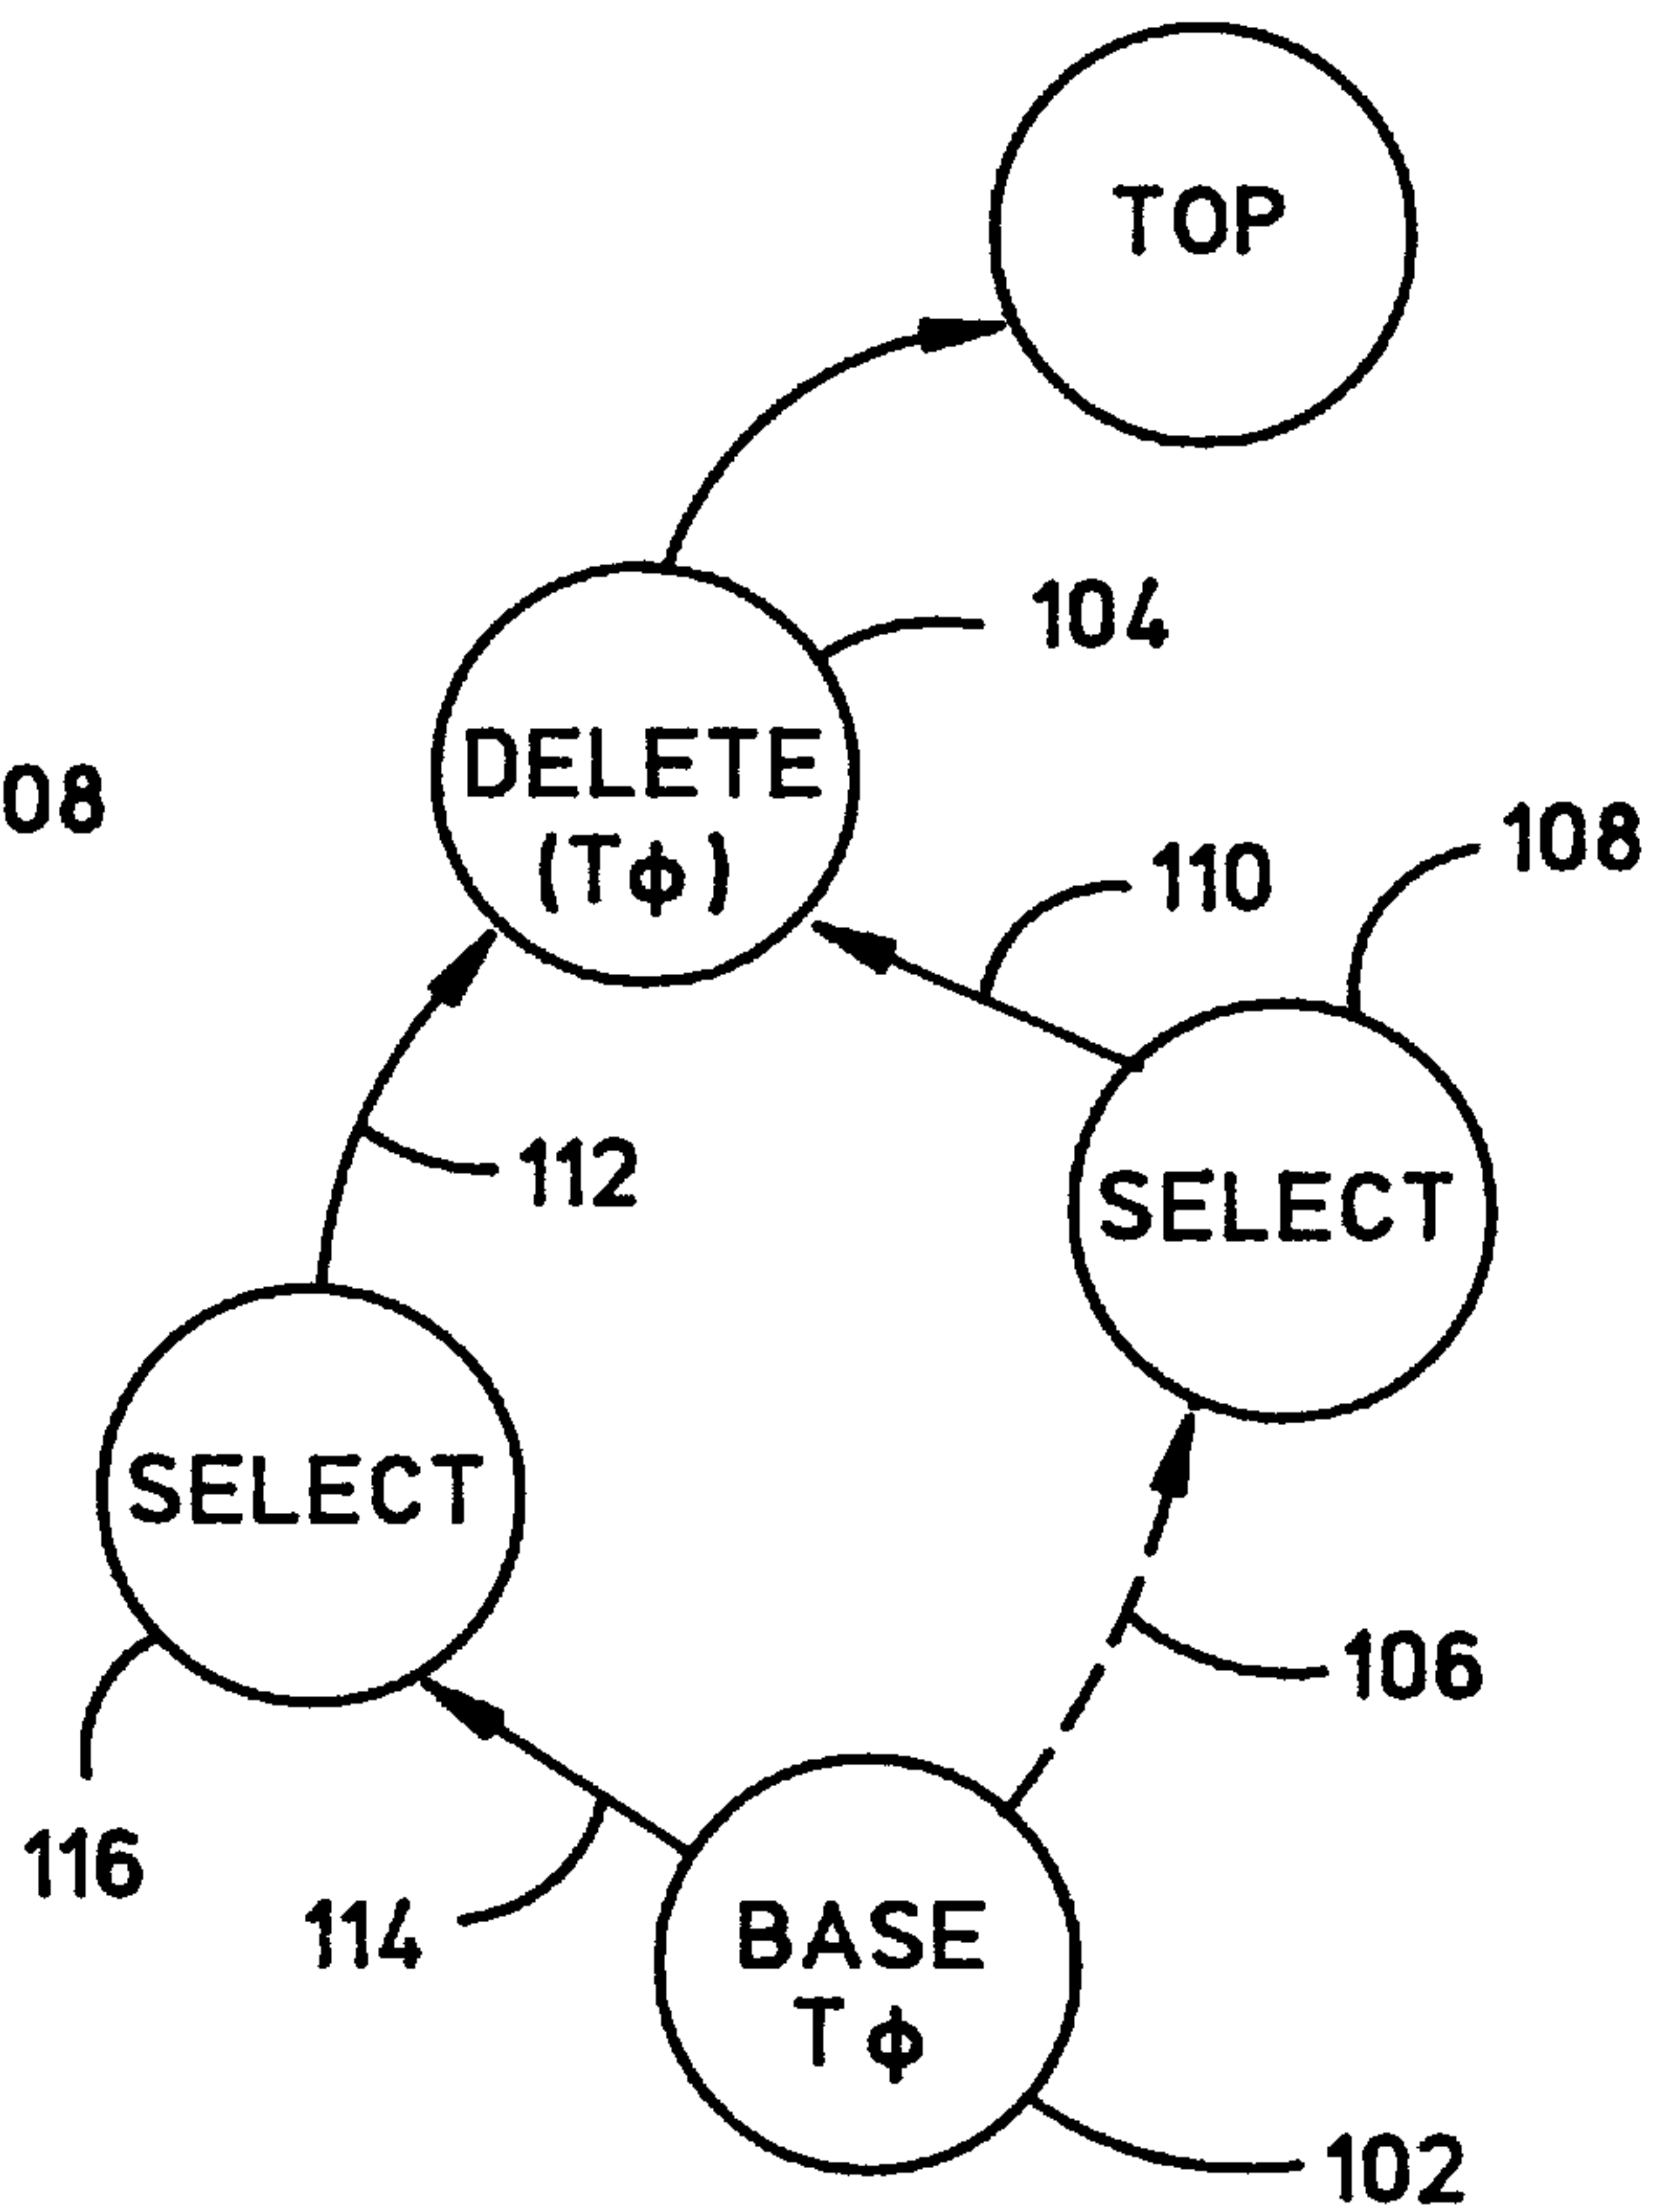 TOP
104
DELETE
(Tϕ)
08
108
110
112
SELECT
SELECT
106
116
114
BASE
Tϕ
102